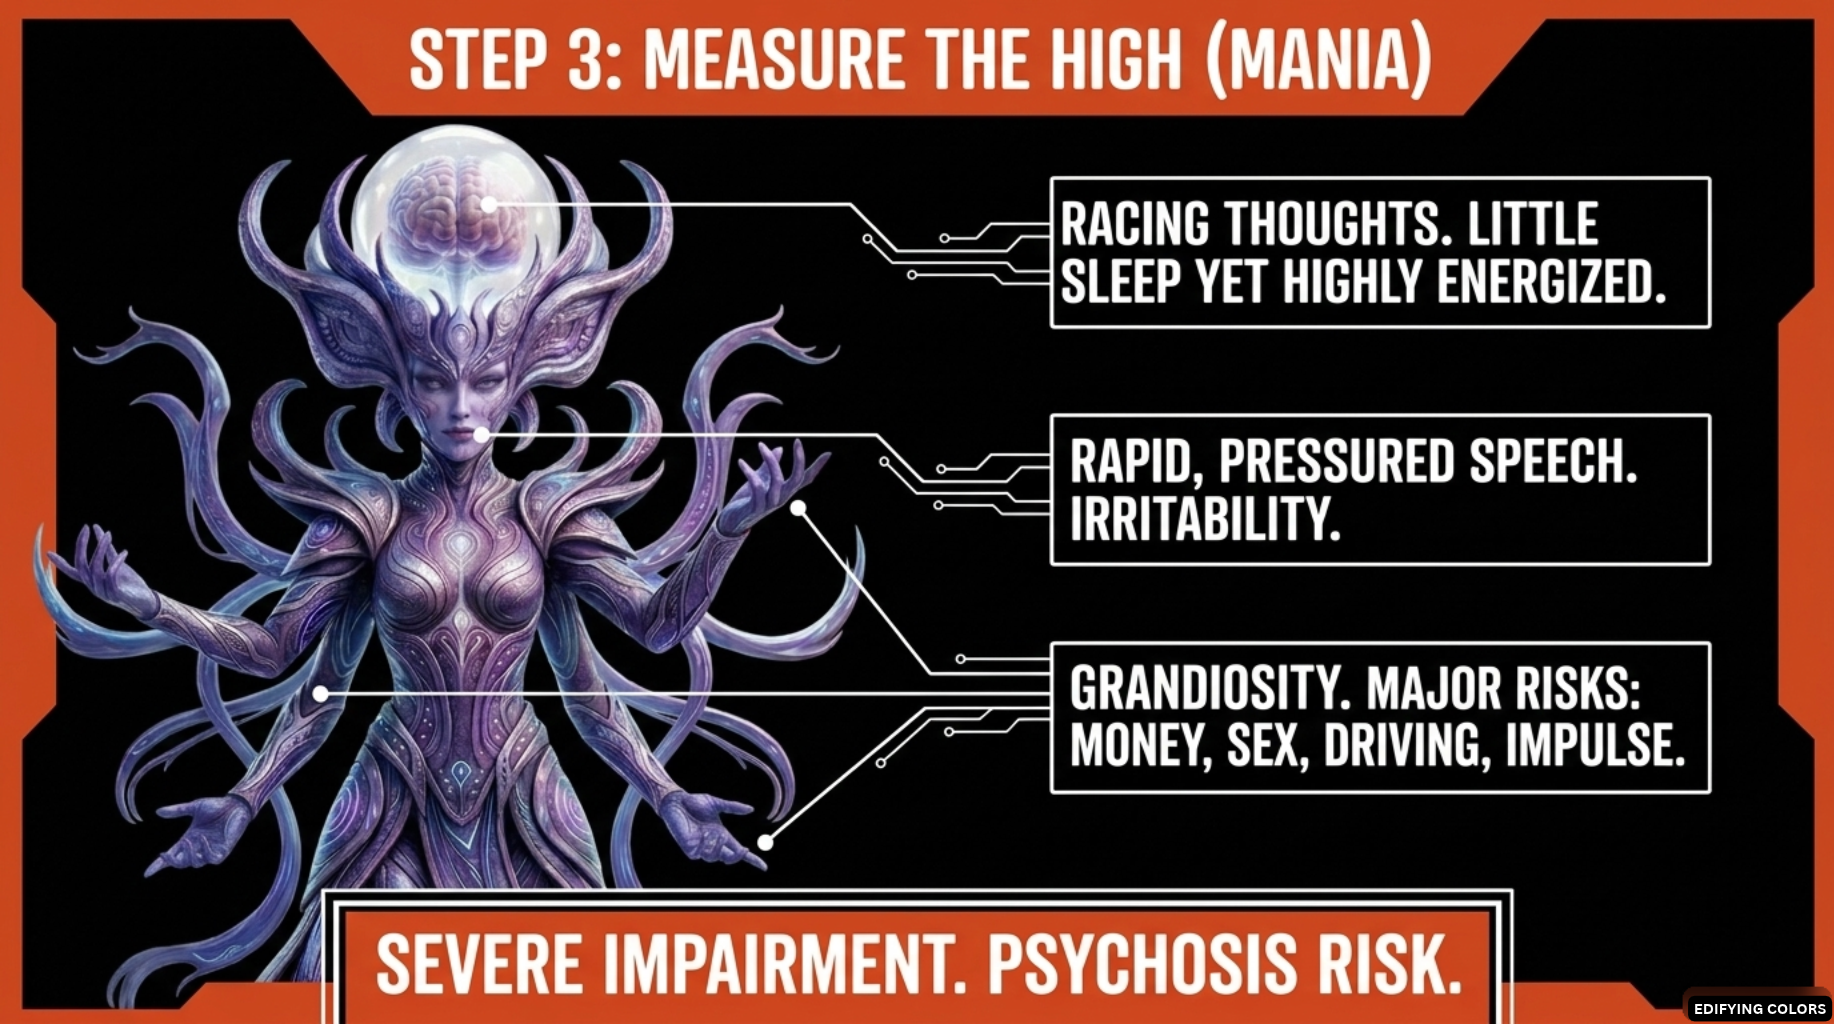 STEP 3: MEASURE THE HIGH (MANIA)
RACING THOUGHTS. LITTLE
SLEEP YET HIGHLY ENERGIZED.
RAPID, PRESSURED SPEECH.
IRRITABILITY.
GRANDIOSITY. MAJOR RISKS:
MONEY, SEX, DRIVING, IMPULSE.
SEVERE IMPAIRMENT. PSYCHOSIS RISK.
EDIFYING COLORS